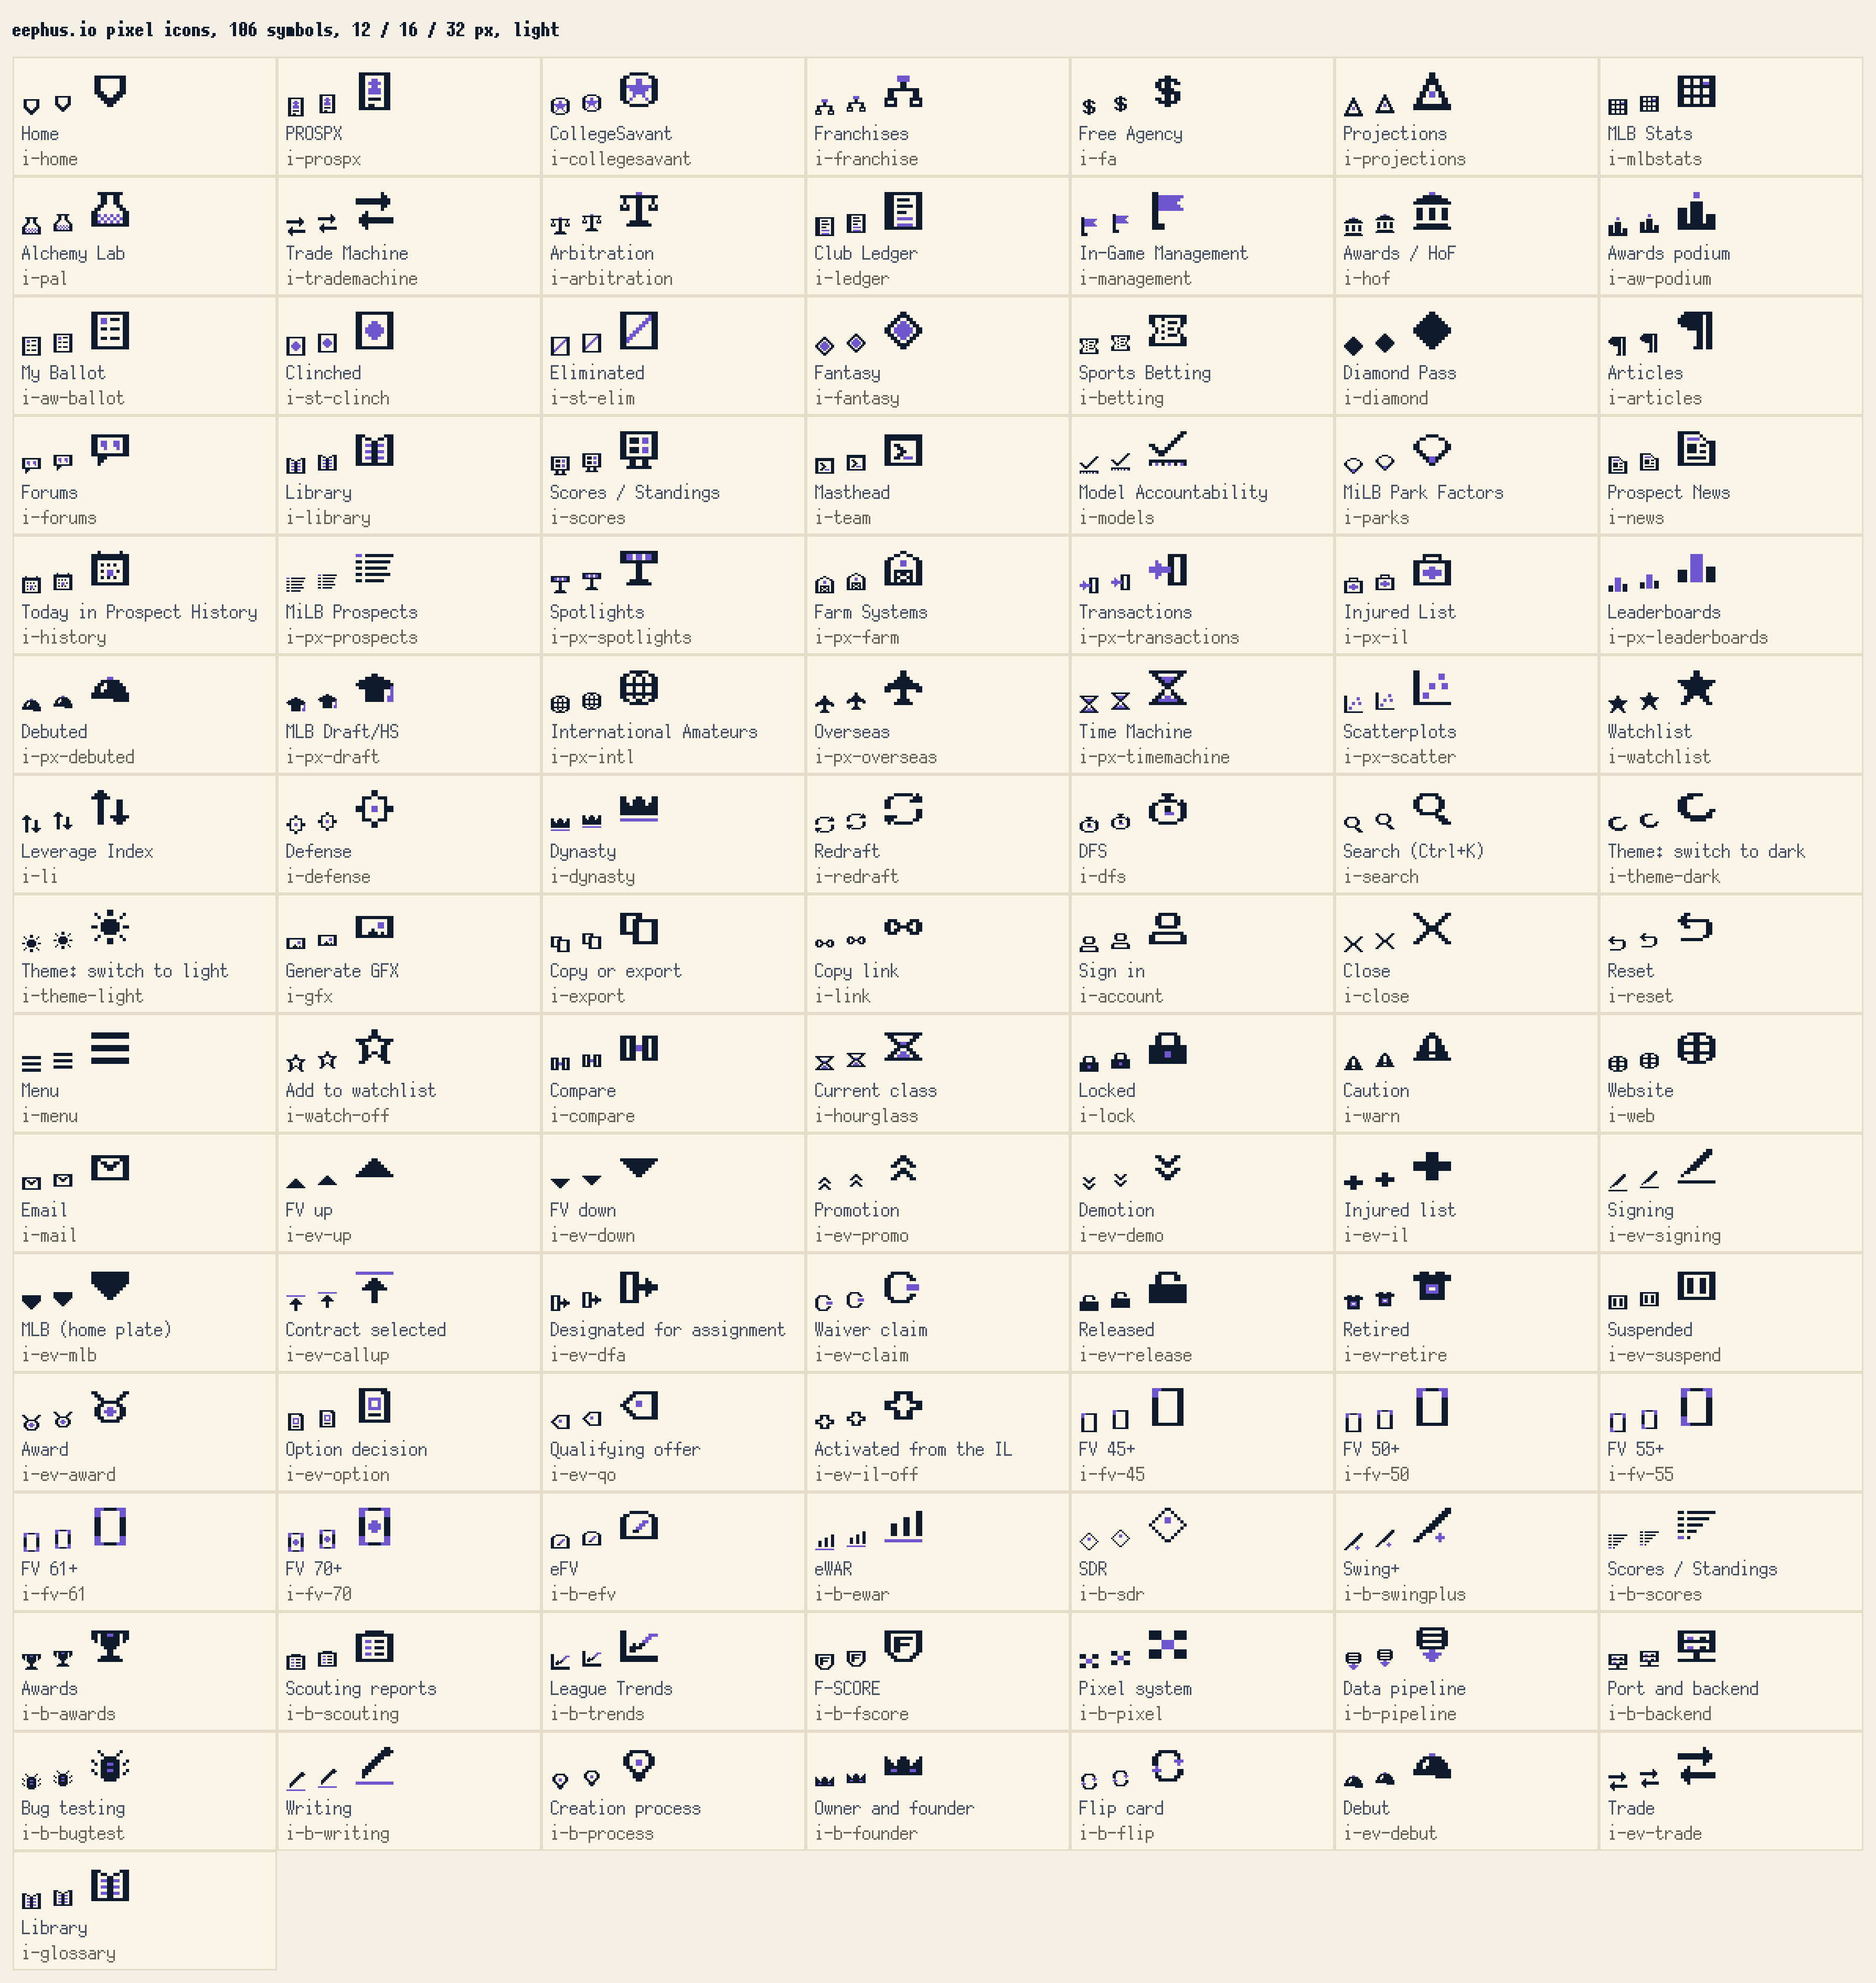 eephus.io pixel icons, 106 symbols, 12 / 16 / 32 px, light
Home
i-home
PROSPX
i-prospx
CollegeSavant
i-collegesavant
Franchises
i-franchise
Free Agency
i-fa
Projections
i-projections
MLB Stats
i-mlbstats
Alchemy Lab
i-pal
Trade Machine
i-trademachine
Arbitration
i-arbitration
Club Ledger
i-ledger
In-Game Management
i-management
Awards / HoF
i-hof
Awards podium
i-aw-podium
My Ballot
i-aw-ballot
Clinched
i-st-clinch
Eliminated
i-st-elim
Fantasy
i-fantasy
Sports Betting
i-betting
Diamond Pass
i-diamond
Articles
i-articles
Forums
i-forums
Library
i-library
Scores / Standings
i-scores
Masthead
i-team
Model Accountability
i-models
MiLB Park Factors
i-parks
Prospect News
i-news
Today in Prospect History
i-history
MiLB Prospects
i-px-prospects
Spotlights
i-px-spotlights
Farm Systems
i-px-farm
Transactions
i-px-transactions
Injured List
i-px-il
Leaderboards
i-px-leaderboards
Debuted
i-px-debuted
MLB Draft/HS
i-px-draft
International Amateurs
i-px-intl
Overseas
i-px-overseas
Time Machine
i-px-timemachine
Scatterplots
i-px-scatter
Watchlist
i-watchlist
Leverage Index
i-li
Defense
i-defense
Dynasty
i-dynasty
Redraft
i-redraft
DFS
i-dfs
Search (Ctrl+K)
i-search
Theme: switch to dark
i-theme-dark
Theme: switch to light
i-theme-light
Generate GFX
i-gfx
Copy or export
i-export
Copy link
i-link
Sign in
i-account
Close
i-close
Reset
i-reset
Menu
i-menu
Add to watchlist
i-watch-off
Compare
i-compare
Current class
i-hourglass
Locked
i-lock
Caution
i-warn
Website
i-web
Email
i-mail
FV up
i-ev-up
FV down
i-ev-down
Promotion
i-ev-promo
Demotion
i-ev-demo
Injured list
i-ev-il
Signing
i-ev-signing
MLB (home plate)
i-ev-mlb
Contract selected
i-ev-callup
Designated for assignment
i-ev-dfa
Waiver claim
i-ev-claim
Released
i-ev-release
Retired
i-ev-retire
Suspended
i-ev-suspend
Award
i-ev-award
Option decision
i-ev-option
Qualifying offer
i-ev-qo
Activated from the IL
i-ev-il-off
FV 45+
i-fv-45
FV 50+
i-fv-50
FV 55+
i-fv-55
FV 61+
i-fv-61
FV 70+
i-fv-70
eFV
i-b-efv
eWAR
i-b-ewar
SDR
i-b-sdr
Swing+
i-b-swingplus
Scores / Standings
i-b-scores
Awards
i-b-awards
Scouting reports
i-b-scouting
League Trends
i-b-trends
F-SCORE
i-b-fscore
Pixel system
i-b-pixel
Data pipeline
i-b-pipeline
Port and backend
i-b-backend
Bug testing
i-b-bugtest
Writing
i-b-writing
Creation process
i-b-process
Owner and founder
i-b-founder
Flip card
i-b-flip
Debut
i-ev-debut
Trade
i-ev-trade
Library
i-glossary